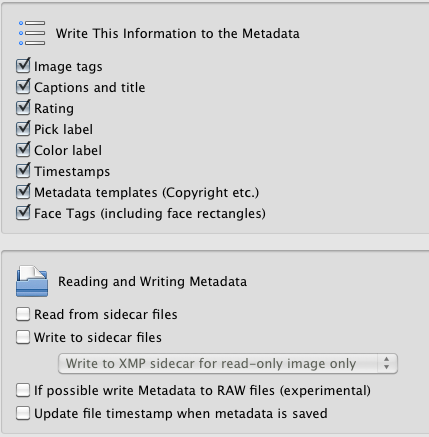 Write This Information to the Metadata
Image tags
Captions and title
Rating
Pick label
Color label
Timestamps
Metadata templates (Copyright etc.)
Face Tags (including face rectangles)
Reading and Writing Metadata
Read from sidecar files
Write to sidecar files
Write to XMP sidecar for read-only image only
If possible write Metadata to RAW files (experimental)
Update file timestamp when metadata is saved